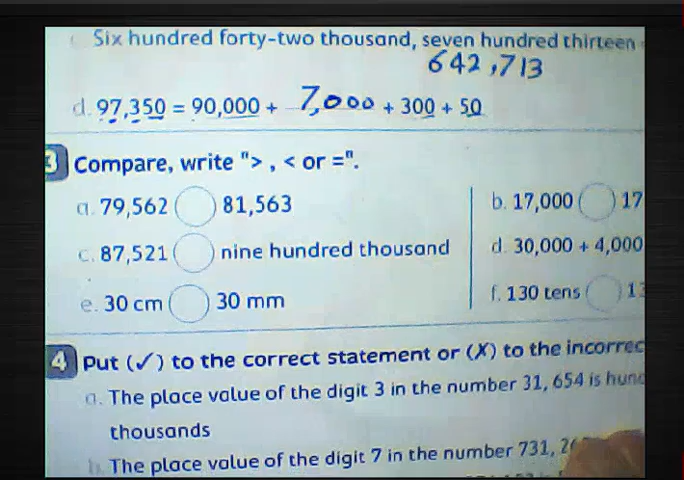 Six hundred forty-two thousand, seven hundred thirteen
642,713
d. 97,350 = 90,000 + 7,000 + 300 + 50
3 Compare, write ">, < or =".
a. 79,562 81,563
b. 17,000 17
c. 87,521 nine hundred thousand
d. 30,000 + 4,000
e. 30 cm 30 mm
f. 130 tens
4 Put (✓) to the correct statement or (X) to the incorrec
a. The place value of the digit 3 in the number 31, 654 is hund
thousands
b. The place value of the digit 7 in the number 731, 2